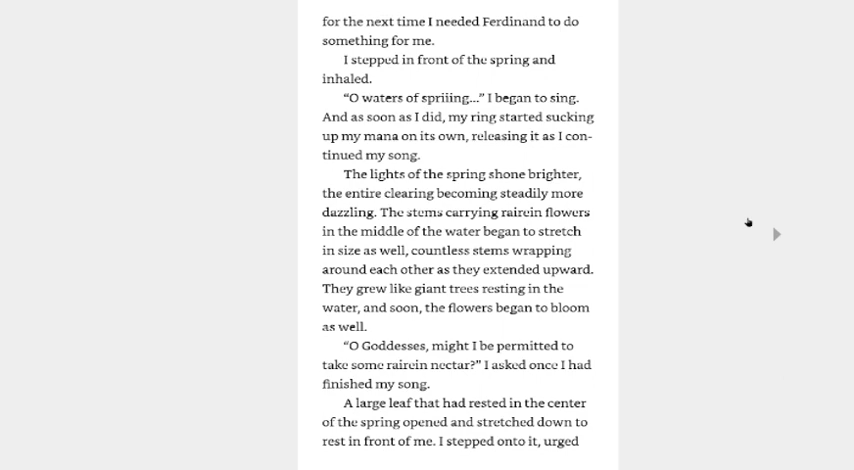 for the next time I needed Ferdinand to do
something for me.
I stepped in front of the spring and
inhaled.
“O waters of spriiing...” I began to sing.
And as soon as I did, my ring started sucking
up my mana on its own, releasing it as I con-
tinued my song.
The lights of the spring shone brighter,
the entire clearing becoming steadily more
dazzling. The stems carrying rairein flowers
in the middle of the water began to stretch
in size as well, countless stems wrapping
around each other as they extended upward.
They grew like giant trees resting in the
water, and soon, the flowers began to bloom
as well.
“O Goddesses, might I be permitted to
take some rairein nectar?” I asked once I had
finished my song.
A large leaf that had rested in the center
of the spring opened and stretched down to
rest in front of me. I stepped onto it, urged